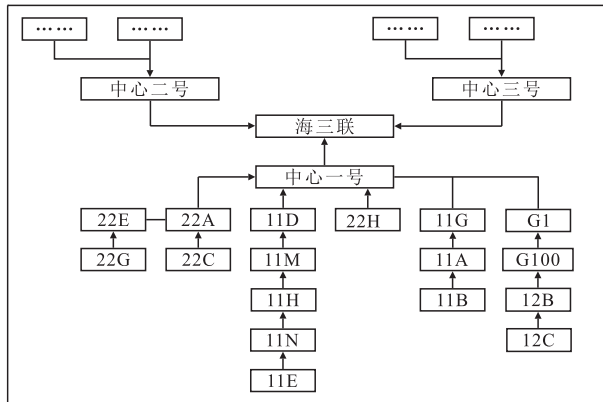 …… …… …… ……
中心二号 中心三号
海三联
中心一号
22E 22A 11D 22H 11G G1
22G 22C 11M 11A G100
11H 11B 12B
11N 12C
11E